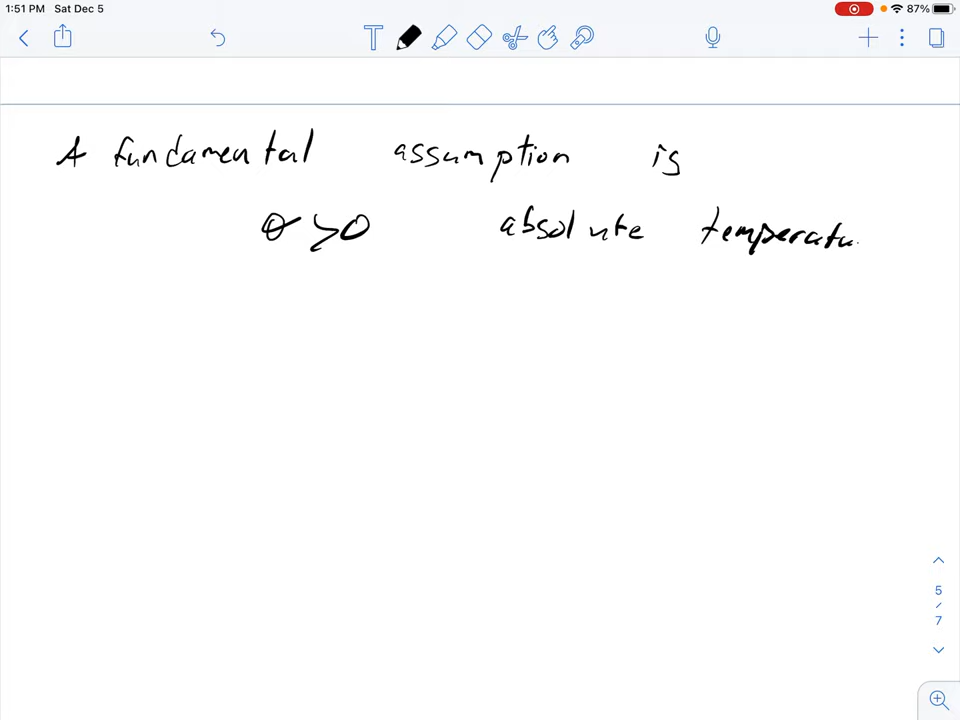 1:51 PM Sat Dec 5 87%
T
A fundamental assumption is
θ > 0 absolute temperatu
5
/
7